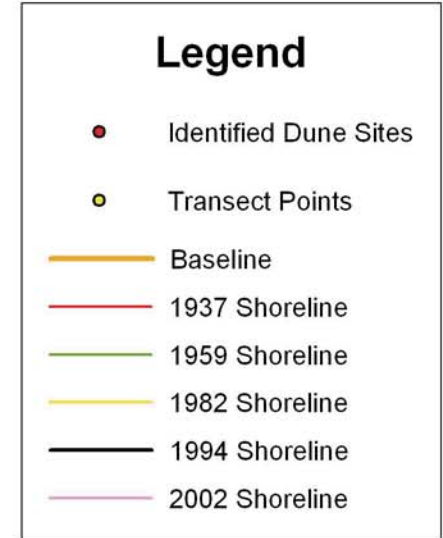 Legend
Identified Dune Sites
Transect Points
Baseline
1937 Shoreline
1959 Shoreline
1982 Shoreline
1994 Shoreline
2002 Shoreline